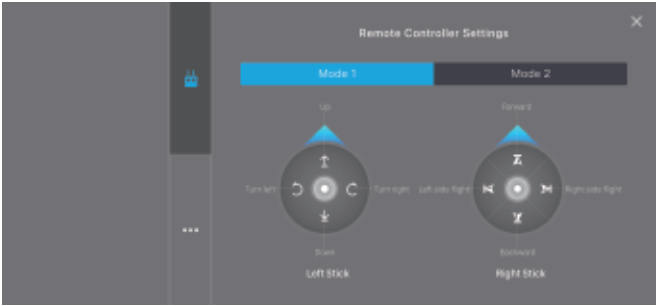 Remote Controller Settings
Mode 1 Mode 2
Up Forward
Turn left Turn right Left side flight Right side flight
Down Backward
Left Stick Right Stick